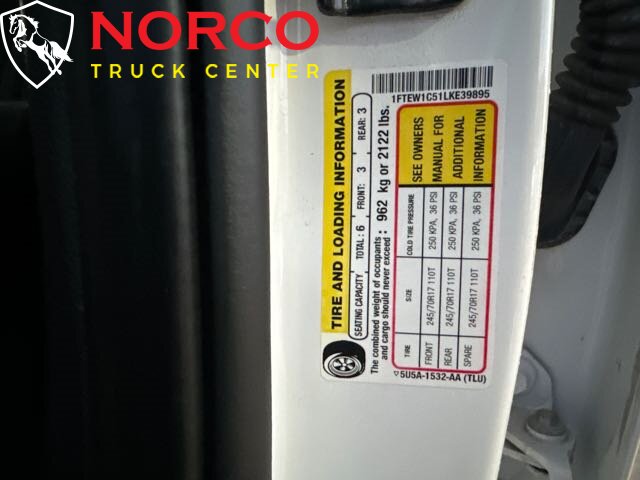 NORCO
TRUCK CENTER
TIRE AND LOADING INFORMATION
SEATING CAPACITY TOTAL: 6 FRONT: 3 REAR: 3
The combined weight of occupants and cargo should never exceed: 962 kg or 2122 lbs.
TIRE SIZE COLD TIRE PRESSURE
FRONT 245/70R17 110T 250 KPA, 36 PSI
REAR 245/70R17 110T 250 KPA, 36 PSI
SPARE 245/70R17 110T 250 KPA, 36 PSI
SEE OWNERS
MANUAL FOR
ADDITIONAL
INFORMATION
5U5A-1532-AA (TLU)
1FTEW1C51LKE39895